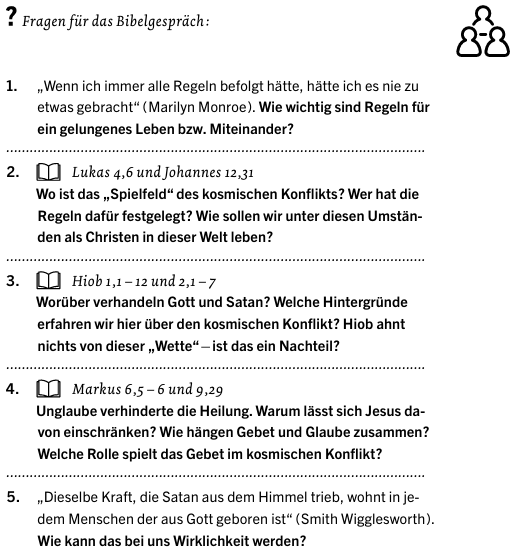 ? Fragen für das Bibelgespräch:
1. „Wenn ich immer alle Regeln befolgt hätte, hätte ich es nie zu
etwas gebracht“ (Marilyn Monroe). Wie wichtig sind Regeln für
ein gelungenes Leben bzw. Miteinander?
2. Lukas 4,6 und Johannes 12,31
Wo ist das „Spielfeld“ des kosmischen Konflikts? Wer hat die
Regeln dafür festgelegt? Wie sollen wir unter diesen Umstän-
den als Christen in dieser Welt leben?
3. Hiob 1,1–12 und 2,1–7
Worüber verhandeln Gott und Satan? Welche Hintergründe
erfahren wir hier über den kosmischen Konflikt? Hiob ahnt
nichts von dieser „Wette“ – ist das ein Nachteil?
4. Markus 6,5–6 und 9,29
Unglaube verhinderte die Heilung. Warum lässt sich Jesus da-
von einschränken? Wie hängen Gebet und Glaube zusammen?
Welche Rolle spielt das Gebet im kosmischen Konflikt?
5. „Dieselbe Kraft, die Satan aus dem Himmel trieb, wohnt in je-
dem Menschen der aus Gott geboren ist“ (Smith Wigglesworth).
Wie kann das bei uns Wirklichkeit werden?